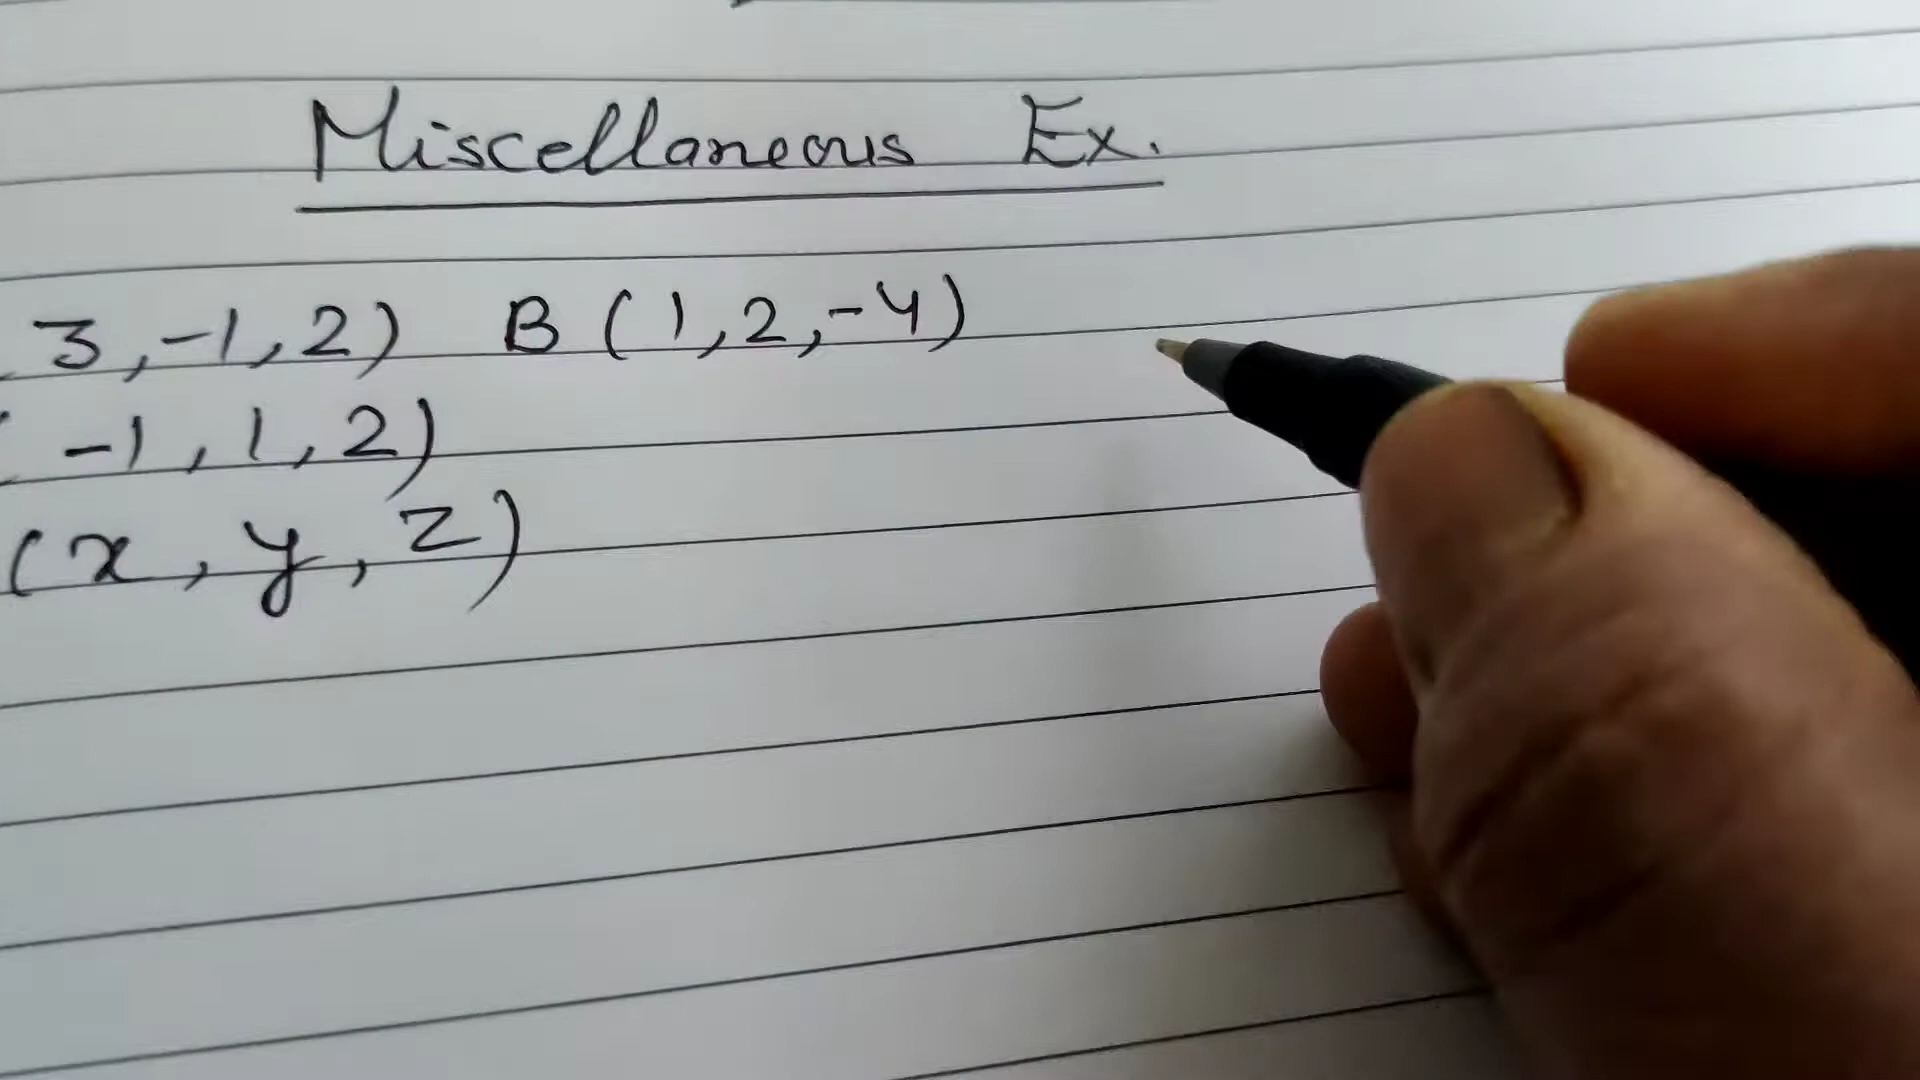 Miscellaneous Ex.
3, -1, 2) B (1, 2, -4)
( -1, 1, 2)
(x, y, z)